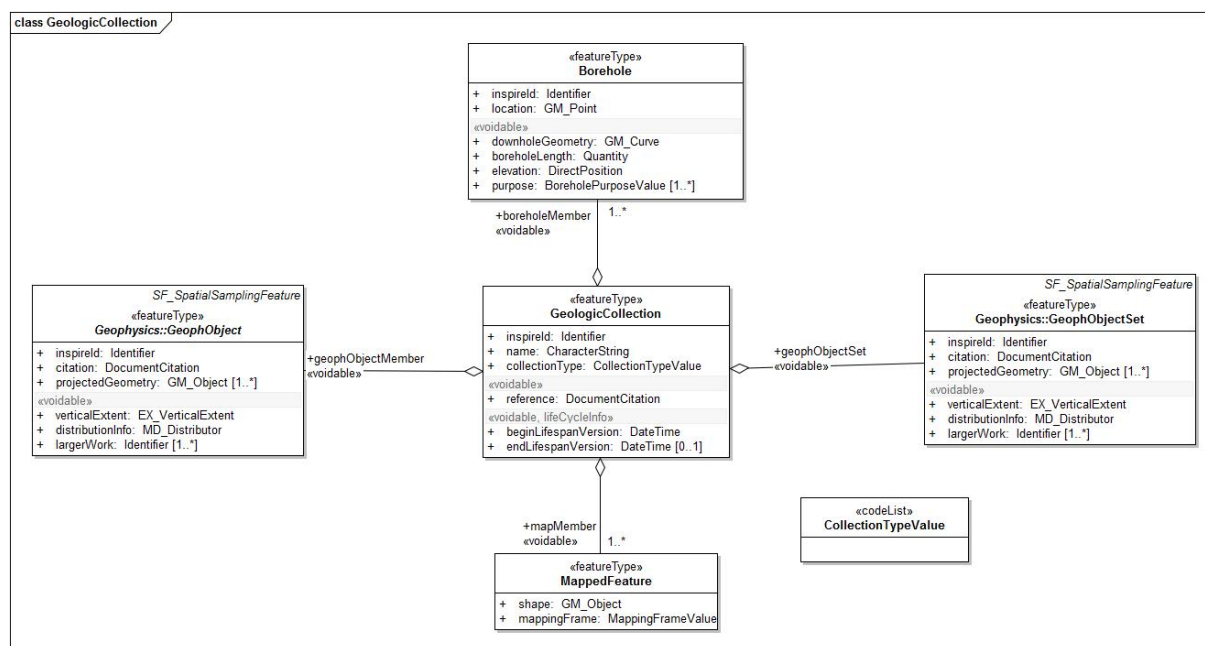 class GeologicCollection
«featureType»
Borehole
+ inspireId: Identifier
+ location: GM_Point
«voidable»
+ downholeGeometry: GM_Curve
+ boreholeLength: Quantity
+ elevation: DirectPosition
+ purpose: BoreholePurposeValue [1..*]
+boreholeMember
«voidable»
1..*
SF_SpatialSamplingFeature
«featureType»
Geophysics::GeophObject
+ inspireId: Identifier
+ citation: DocumentCitation
+ projectedGeometry: GM_Object [1..*]
«voidable»
+ verticalExtent: EX_VerticalExtent
+ distributionInfo: MD_Distributor
+ largerWork: Identifier [1..*]
+geophObjectMember
«voidable»
«featureType»
GeologicCollection
+ inspireId: Identifier
+ name: CharacterString
+ collectionType: CollectionTypeValue
«voidable»
+ reference: DocumentCitation
«voidable, lifeCycleInfo»
+ beginLifespanVersion: DateTime
+ endLifespanVersion: DateTime [0..1]
+geophObjectSet
«voidable»
SF_SpatialSamplingFeature
«featureType»
Geophysics::GeophObjectSet
+ inspireId: Identifier
+ citation: DocumentCitation
+ projectedGeometry: GM_Object [1..*]
«voidable»
+ verticalExtent: EX_VerticalExtent
+ distributionInfo: MD_Distributor
+ largerWork: Identifier [1..*]
+mapMember
«voidable»
1..*
«featureType»
MappedFeature
+ shape: GM_Object
+ mappingFrame: MappingFrameValue
«codeList»
CollectionTypeValue